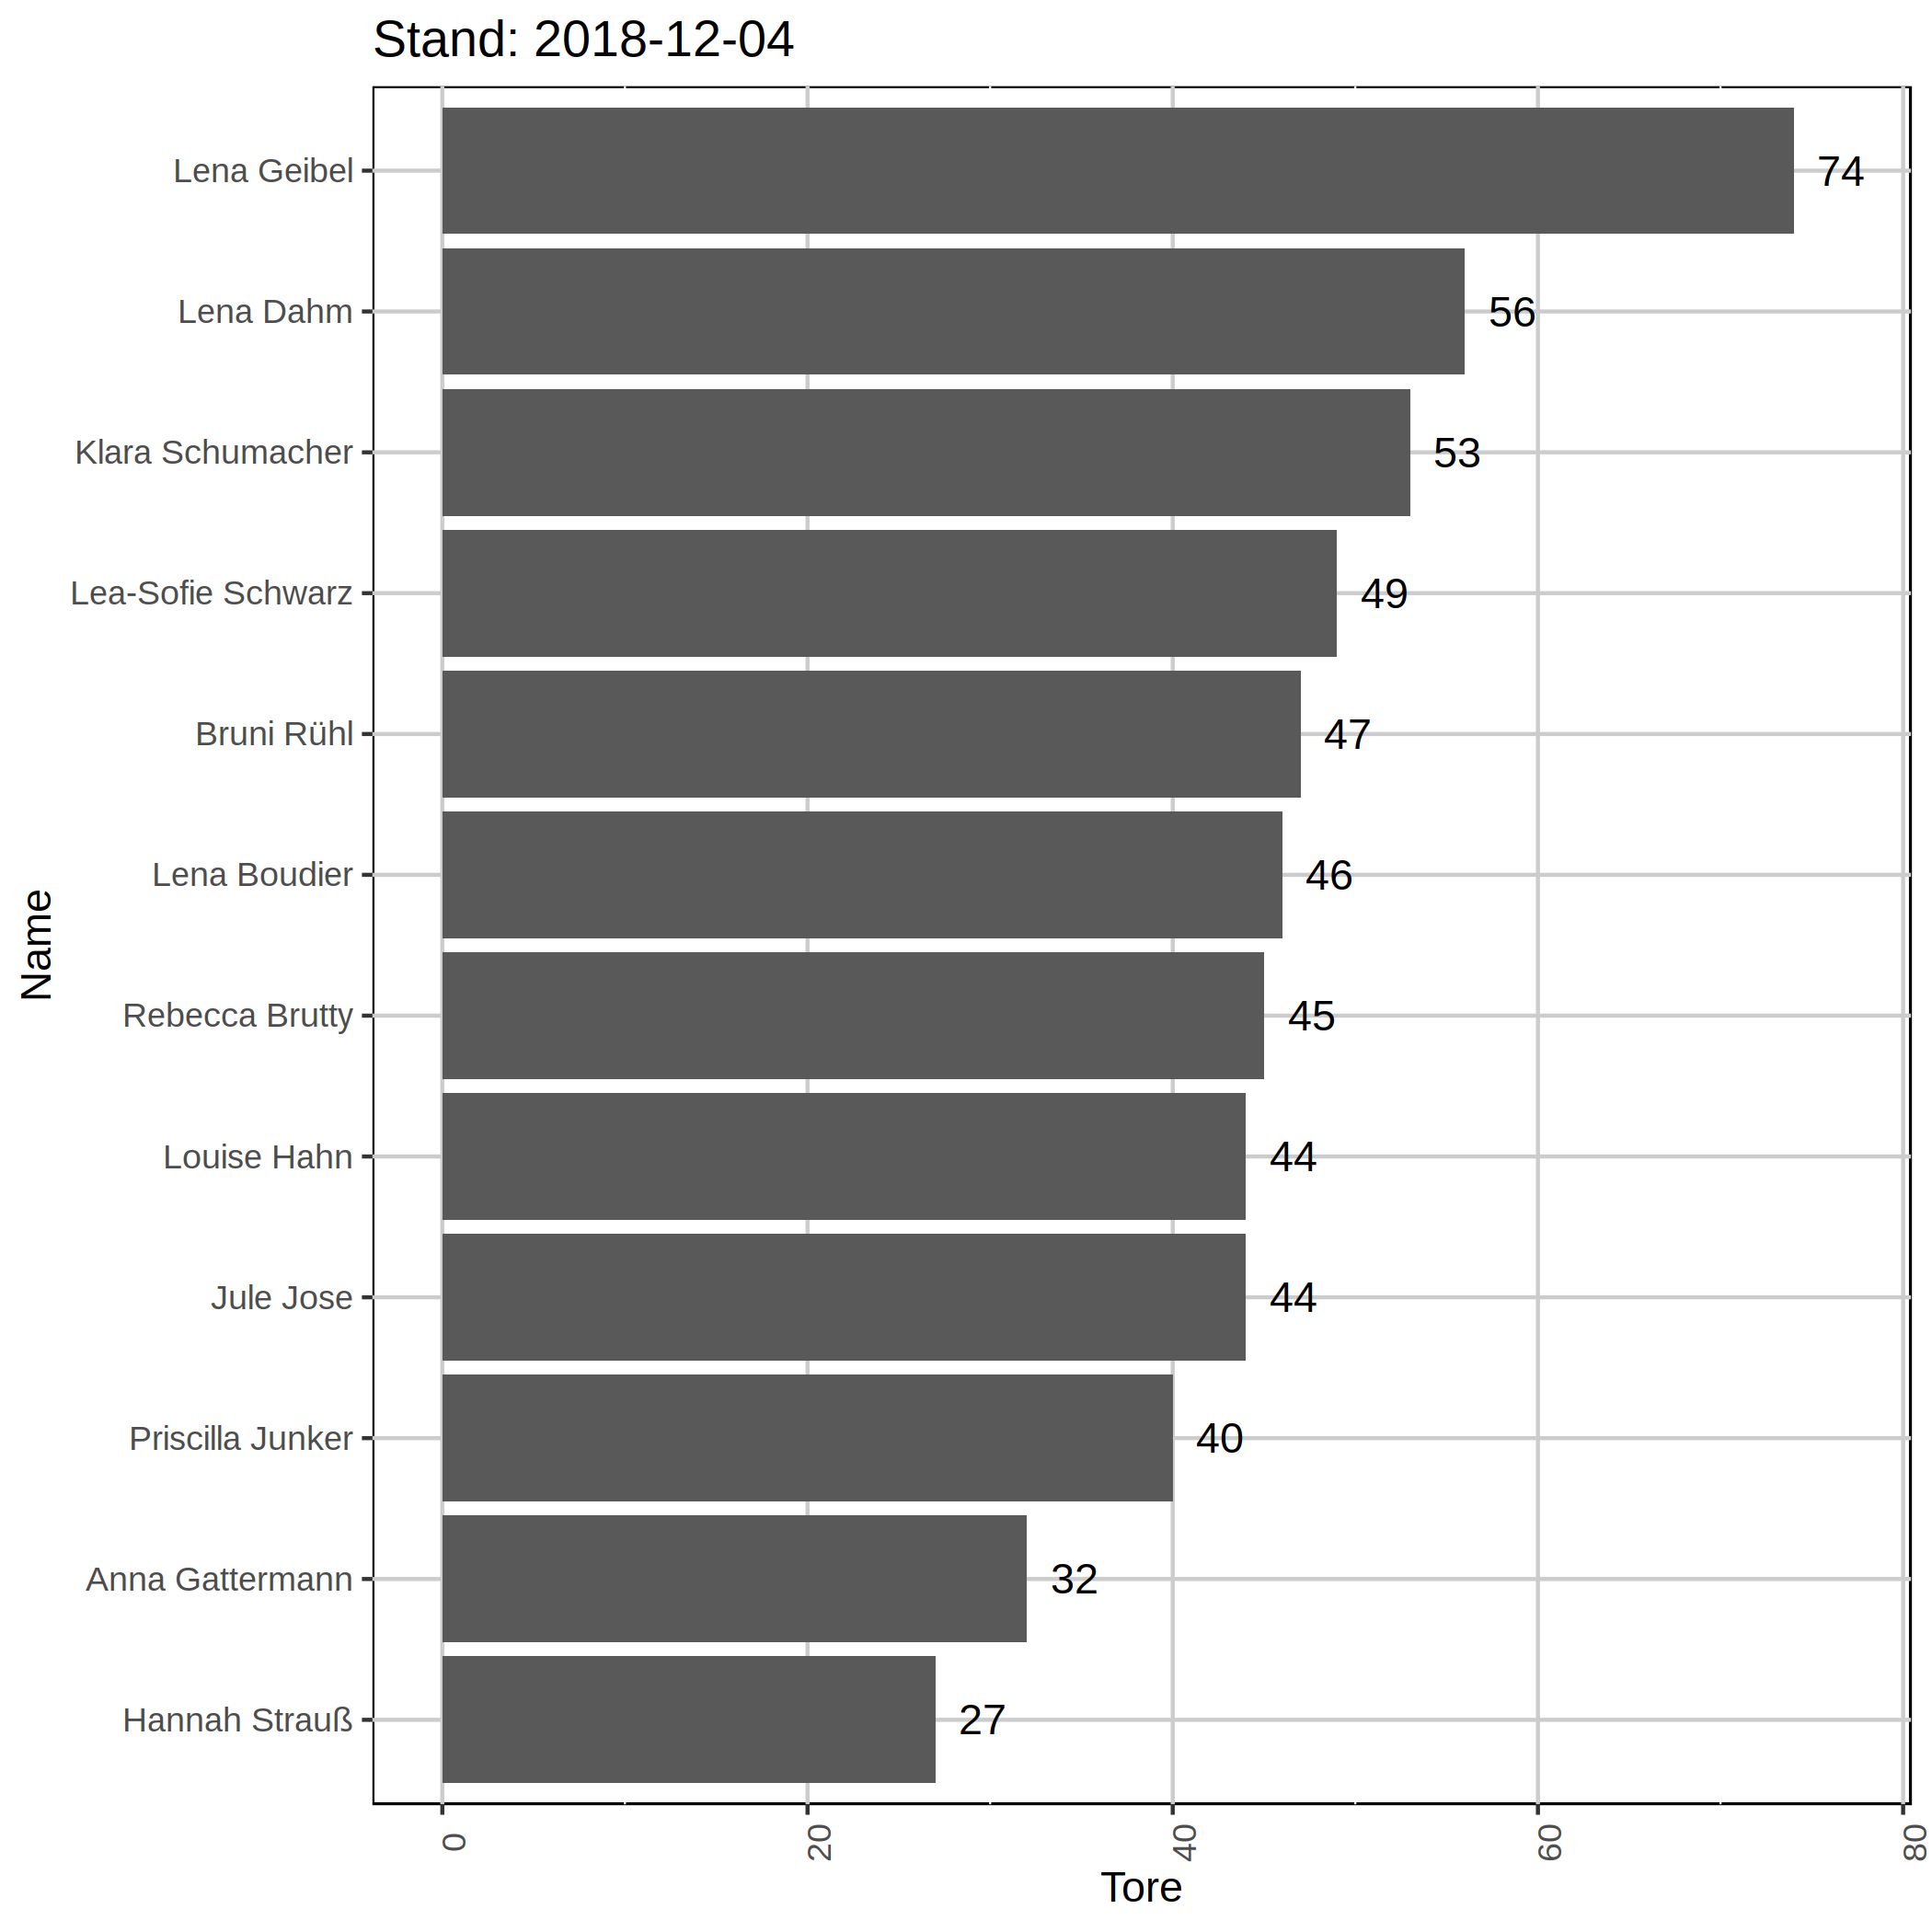 Stand: 2018-12-04
Name
Lena Geibel 74
Lena Dahm 56
Klara Schumacher 53
Lea-Sofie Schwarz 49
Bruni Rühl 47
Lena Boudier 46
Rebecca Brutty 45
Louise Hahn 44
Jule Jose 44
Priscilla Junker 40
Anna Gattermann 32
Hannah Strauß 27
0 20 40 60 80
Tore